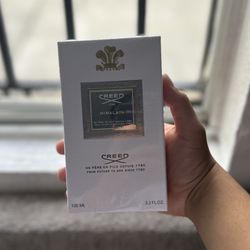 CREED
HIMALAYA
CREED
DE PÈRE EN FILS DEPUIS 1760
FROM FATHER TO SON SINCE 1760
100 ML
3.3 FL.OZ.